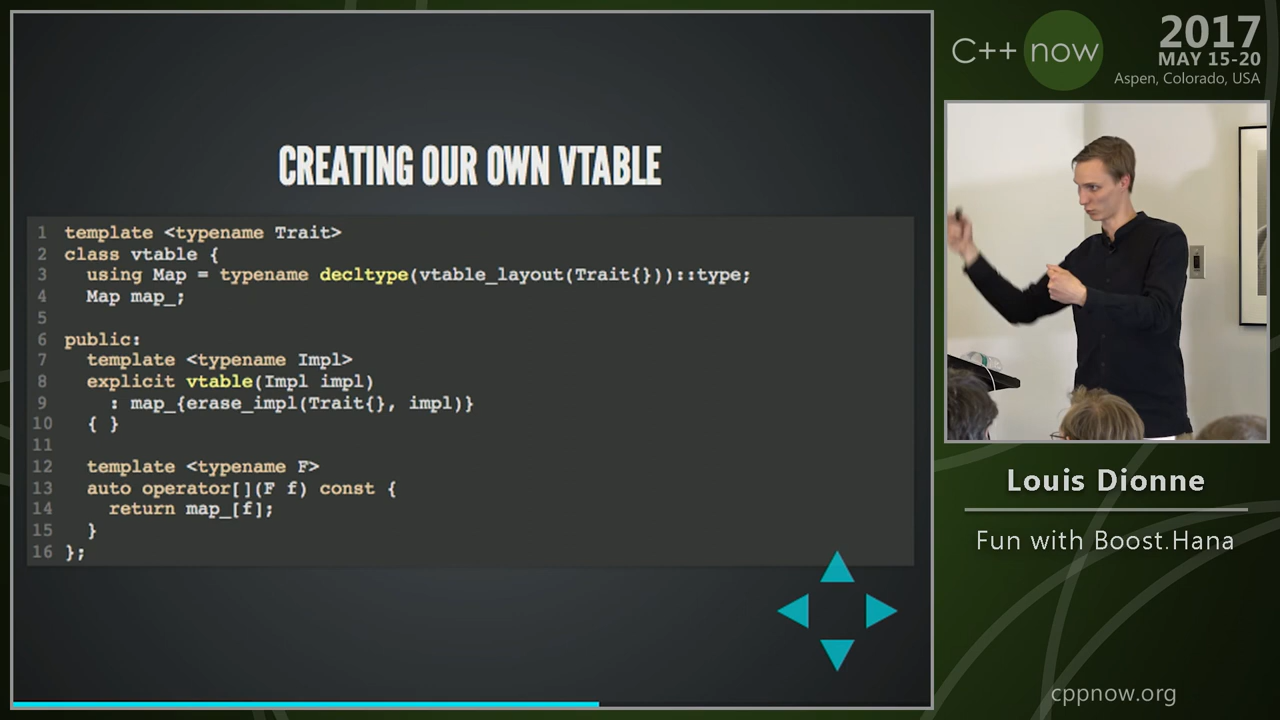 CREATING OUR OWN VTABLE
1 template <typename Trait>
2 class vtable {
3   using Map = typename decltype(vtable_layout(Trait{}))::type;
4   Map map_;
5
6 public:
7   template <typename Impl>
8   explicit vtable(Impl impl)
9     : map_{erase_impl(Trait{}, impl)}
10   { }
11
12   template <typename F>
13   auto operator[](F f) const {
14     return map_[f];
15   }
16 };
C++ now
2017
MAY 15-20
Aspen, Colorado, USA
Louis Dionne
Fun with Boost.Hana
cppnow.org